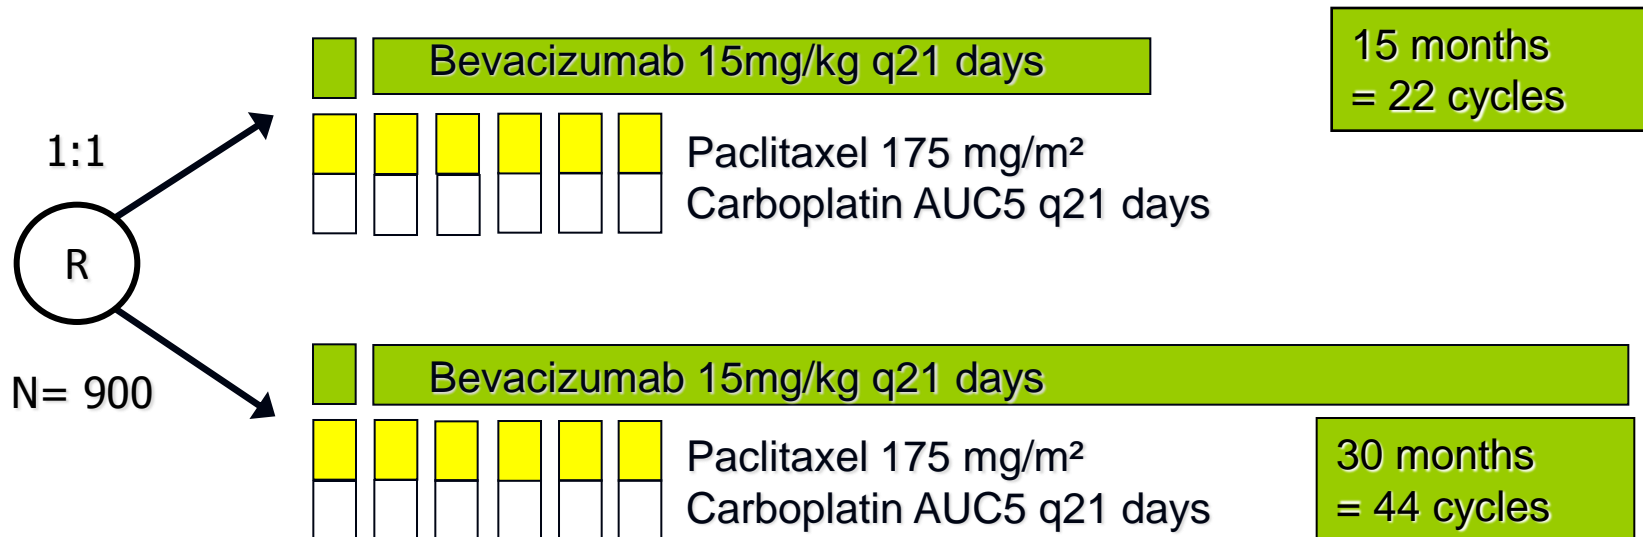 Bevacizumab 15mg/kg q21 days
15 months
= 22 cycles
1:1
Paclitaxel 175 mg/m²
Carboplatin AUC5 q21 days
R
N= 900
Bevacizumab 15mg/kg q21 days
Paclitaxel 175 mg/m²
Carboplatin AUC5 q21 days
30 months
= 44 cycles